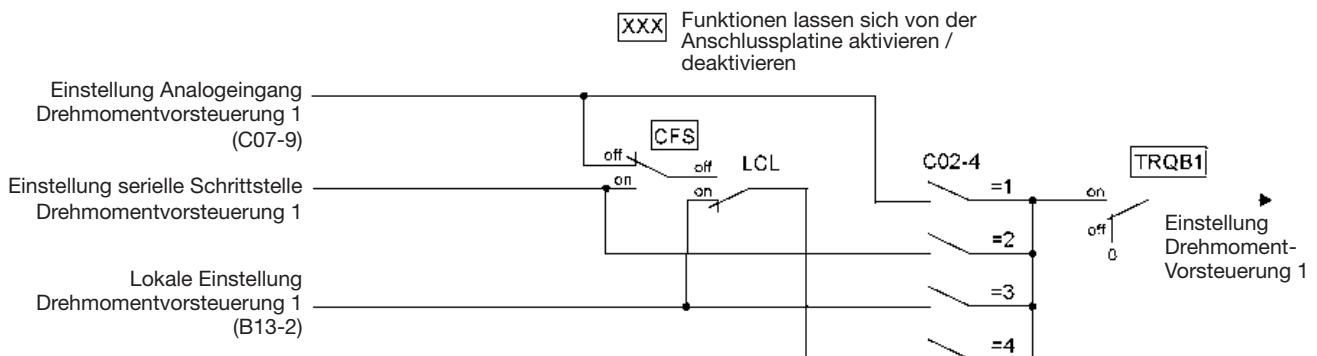 XXX Funktionen lassen sich von der
Anschlussplatine aktivieren /
deaktivieren
Einstellung Analogeingang
Drehmomentvorsteuerung 1
(C07-9)
CFS
off
off
LCL
C02-4
TRQB1
Einstellung serielle Schrittstelle
Drehmomentvorsteuerung 1
on
on
=1
on
off
0
Einstellung
Drehmoment-
Vorsteuerung 1
=2
Lokale Einstellung
Drehmomentvorsteuerung 1
(B13-2)
=3
=4